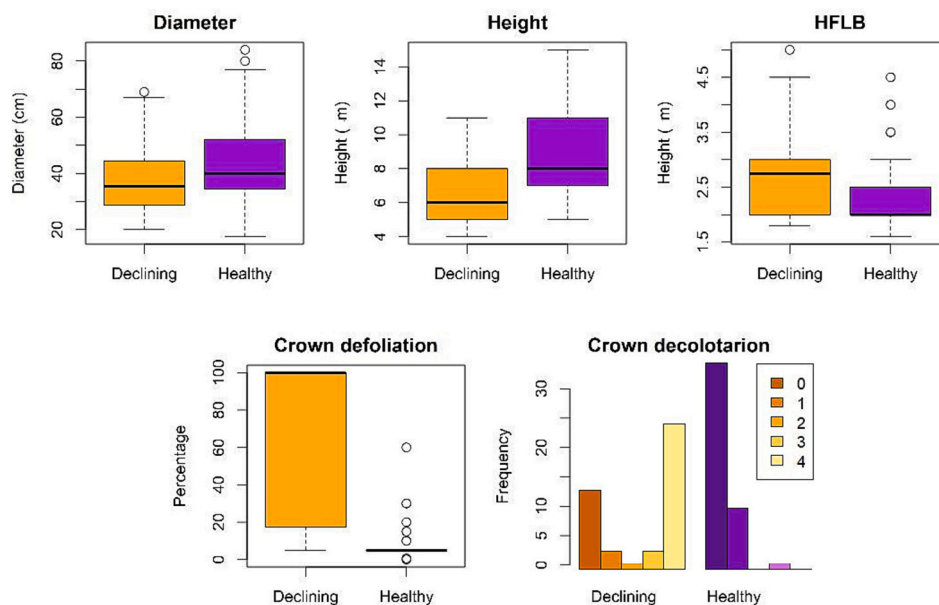 Diameter
Diameter (cm)
80
60
40
20
Declining Healthy
Height
Height ( m)
14
12
10
8
6
4
Declining Healthy
HFLB
Height ( m)
4.5
3.5
2.5
1.5
Declining Healthy
Crown defoliation
Percentage
100
80
60
40
20
0
Declining Healthy
Crown decolotarion
Frequency
30
20
10
5
0
0
1
2
3
4
Declining Healthy